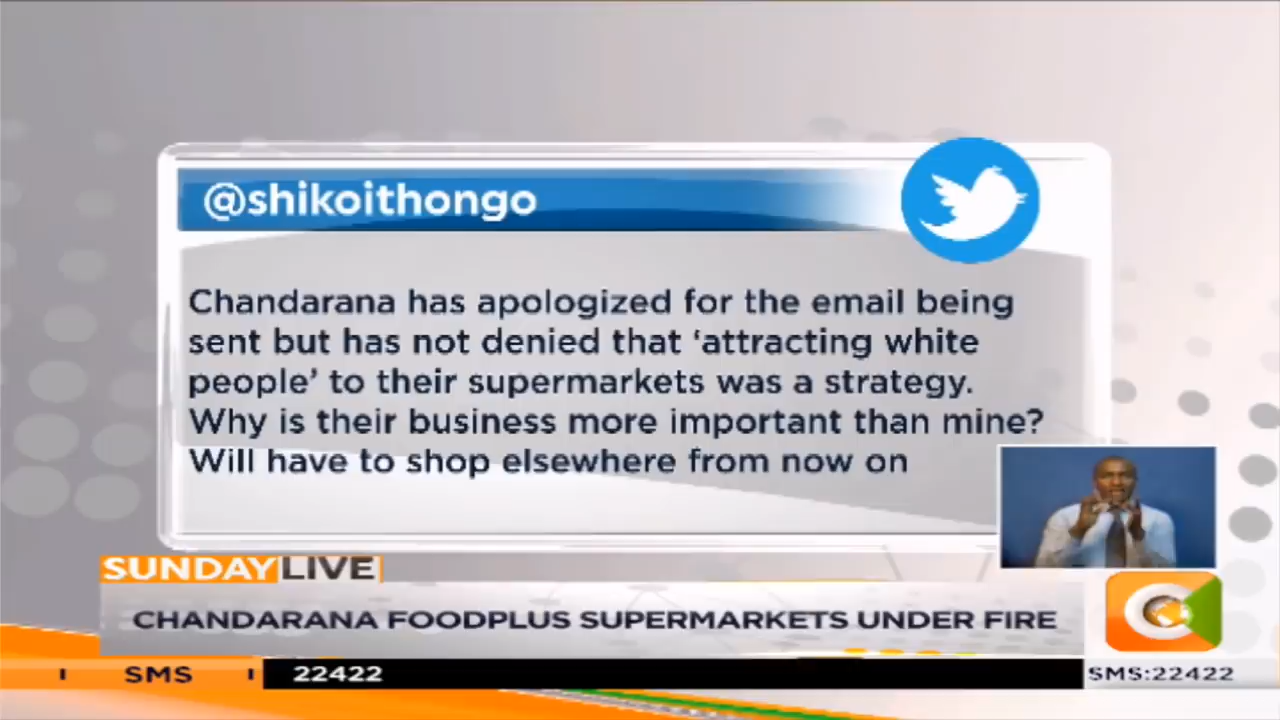 @shikoithongo
Chandarana has apologized for the email being
sent but has not denied that ‘attracting white
people’ to their supermarkets was a strategy.
Why is their business more important than mine?
Will have to shop elsewhere from now on
SUNDAY LIVE
CHANDARANA FOODPLUS SUPERMARKETS UNDER FIRE
SMS 22422 SMS:22422